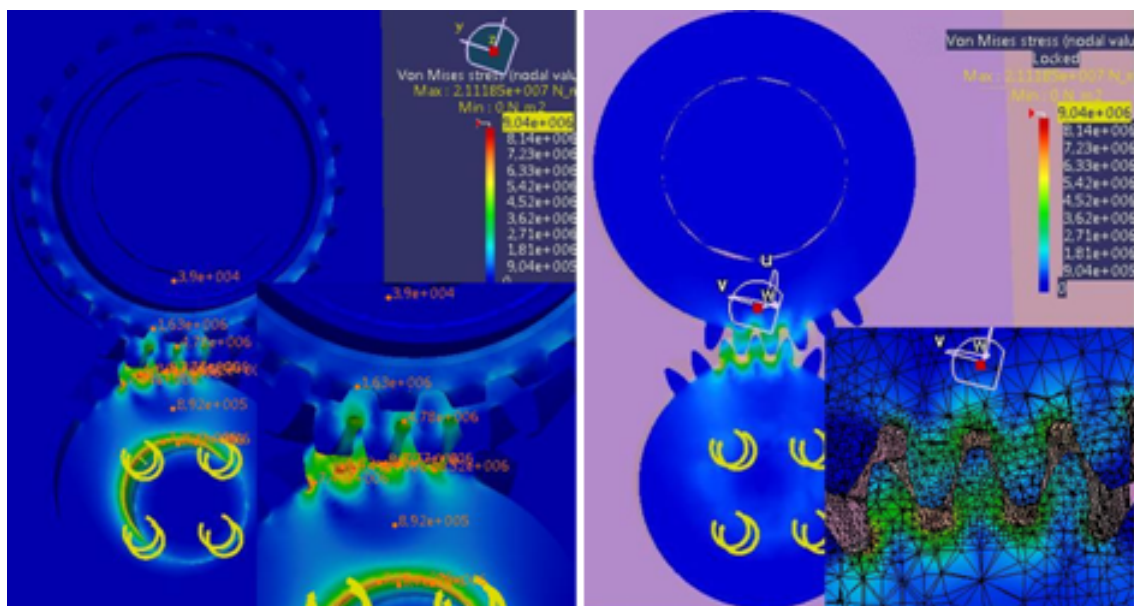 y
z
Von Mises stress (nodal valu
Max : 2,11185e+007 N_m
Min : 0 N_m2
9,04e+006
8,14e+006
7,23e+006
6,33e+006
5,42e+006
4,52e+006
3,62e+006
2,71e+006
1,81e+006
9,04e+005
0
3,9e+004
1,63e+006
8,92e+005
3,9e+004
1,63e+006
8,92e+005
Von Mises stress (nodal valu
Locked
Max : 2,11185e+007 N_m
Min : 0 N_m2
9,04e+006
8,14e+006
7,23e+006
6,33e+006
5,42e+006
4,52e+006
3,62e+006
2,71e+006
1,81e+006
9,04e+005
0
u
v
w
v
w